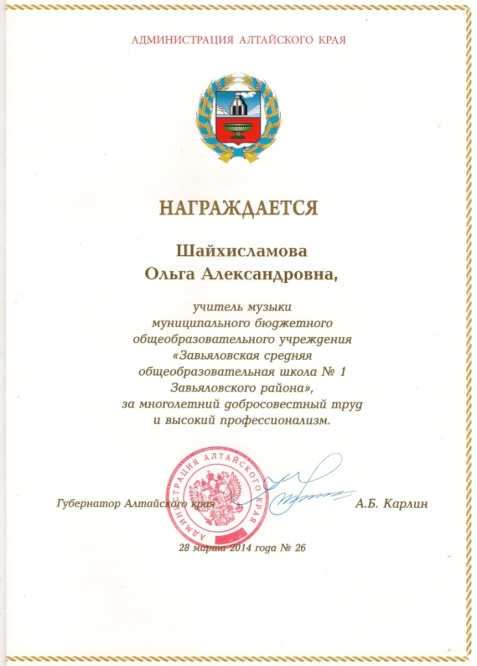 АДМИНИСТРАЦИЯ АЛТАЙСКОГО КРАЯ
НАГРАЖДАЕТСЯ
Шайхисламова
Ольга Александровна,
учитель музыки
муниципального бюджетного
общеобразовательного учреждения
«Завьяловская средняя
общеобразовательная школа № 1
Завьяловского района»,
за многолетний добросовестный труд
и высокий профессионализм.
АДМИНИСТРАЦИЯ АЛТАЙСКОГО КРАЯ
Губернатор Алтайского края А.Б. Карлин
28 марта 2014 года № 26